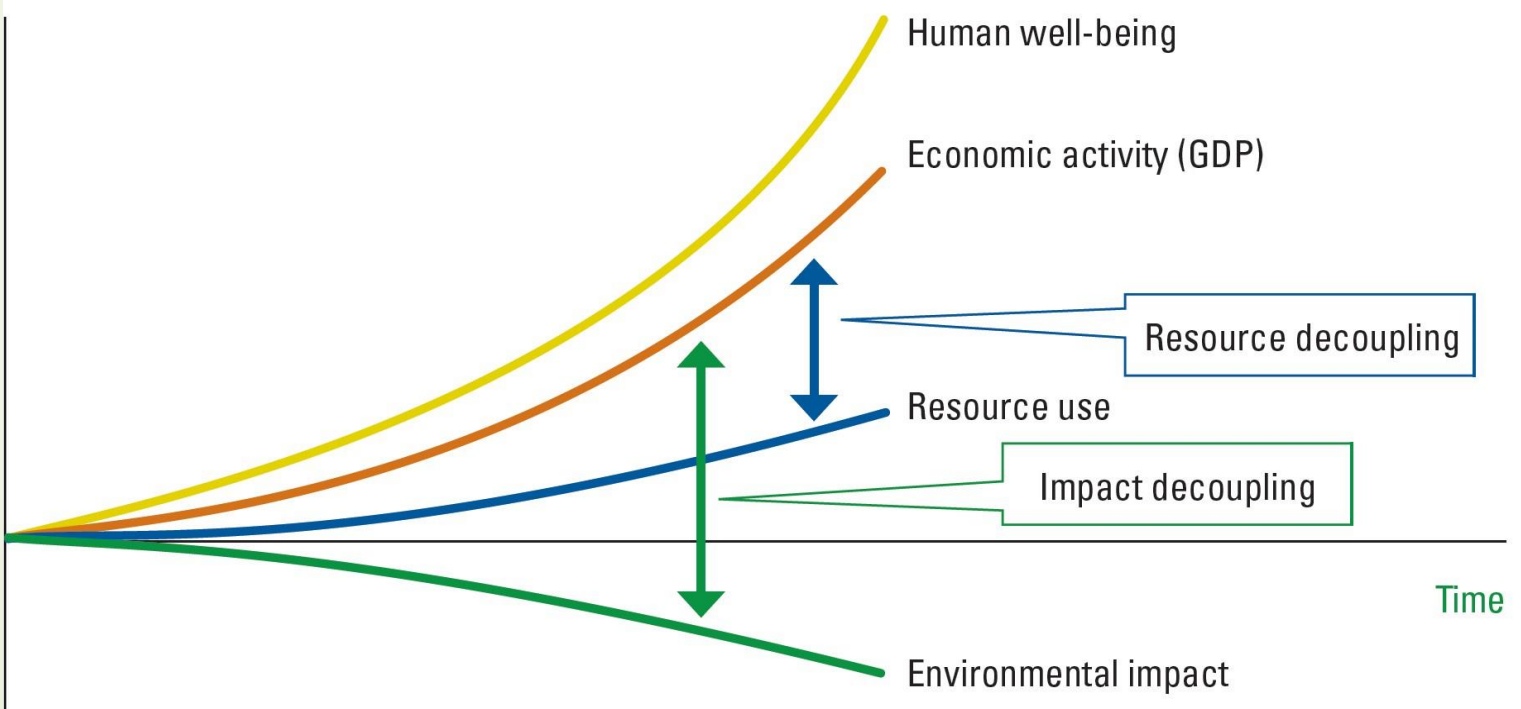 Human well-being
Economic activity (GDP)
Resource decoupling
Resource use
Impact decoupling
Time
Environmental impact